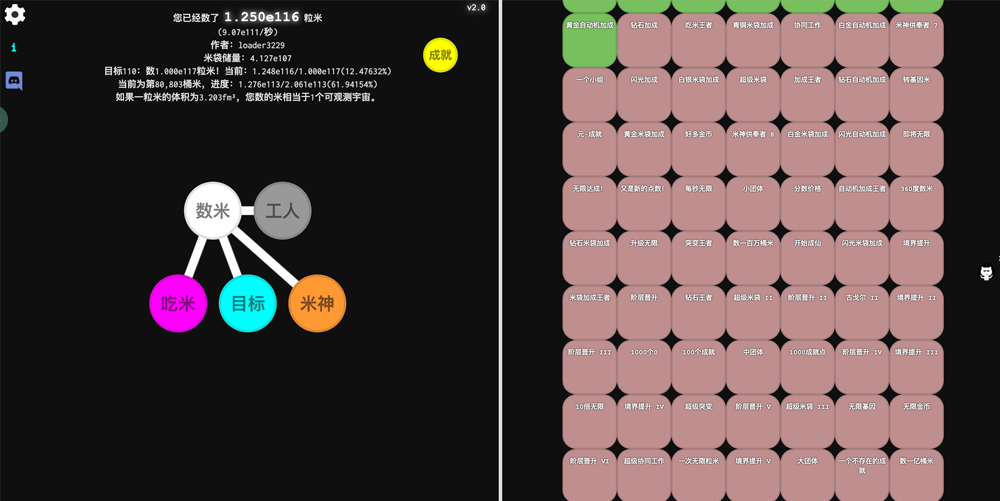 v2.0
您已经数了 1.250e116 粒米
(9.07e111/秒)
作者: loader3229
米袋储量: 4.127e107
目标110: 数1.000e117粒米! 当前: 1.248e116/1.000e117(12.47632%)
当前为第80,803桶米, 进度: 1.276e113/2.061e113(61.94154%)
如果一粒米的体积为3.203fm³, 您数的米相当于1个可观测宇宙。
i
成就
数米
工人
吃米
目标
米神
黄金自动机加成
钻石加成
吃米王者
青铜米袋加成
协同工作
白金自动机加成
米神供奉者 7
一个小组
闪光加成
白银米袋加成
超级米袋
加成王者
钻石自动机加成
转基因米
元-成就
黄金米袋加成
好多金币
米神供奉者 8
白金米袋加成
闪光自动机加成
即将无限
无限达成!
又是新的点数!
每秒无限
小团体
分数价格
自动机加成王者
360度数米
钻石米袋加成
升级无限
突变王者
数一百万桶米
开始成仙
闪光米袋加成
境界提升
米袋加成王者
阶层晋升
钻石王者
超级米袋 II
阶层晋升 II
古戈尔 II
境界提升 II
阶层晋升 III
1000个0
100个成就
中团体
1000成就点
阶层晋升 IV
境界提升 III
10倍无限
境界提升 IV
超级突变
阶层晋升 V
超级米袋 III
无限基因
无限金币
阶层晋升 VI
超级协同工作
一次无限粒米
境界提升 V
大团体
一个不存在的成
就
数一亿桶米